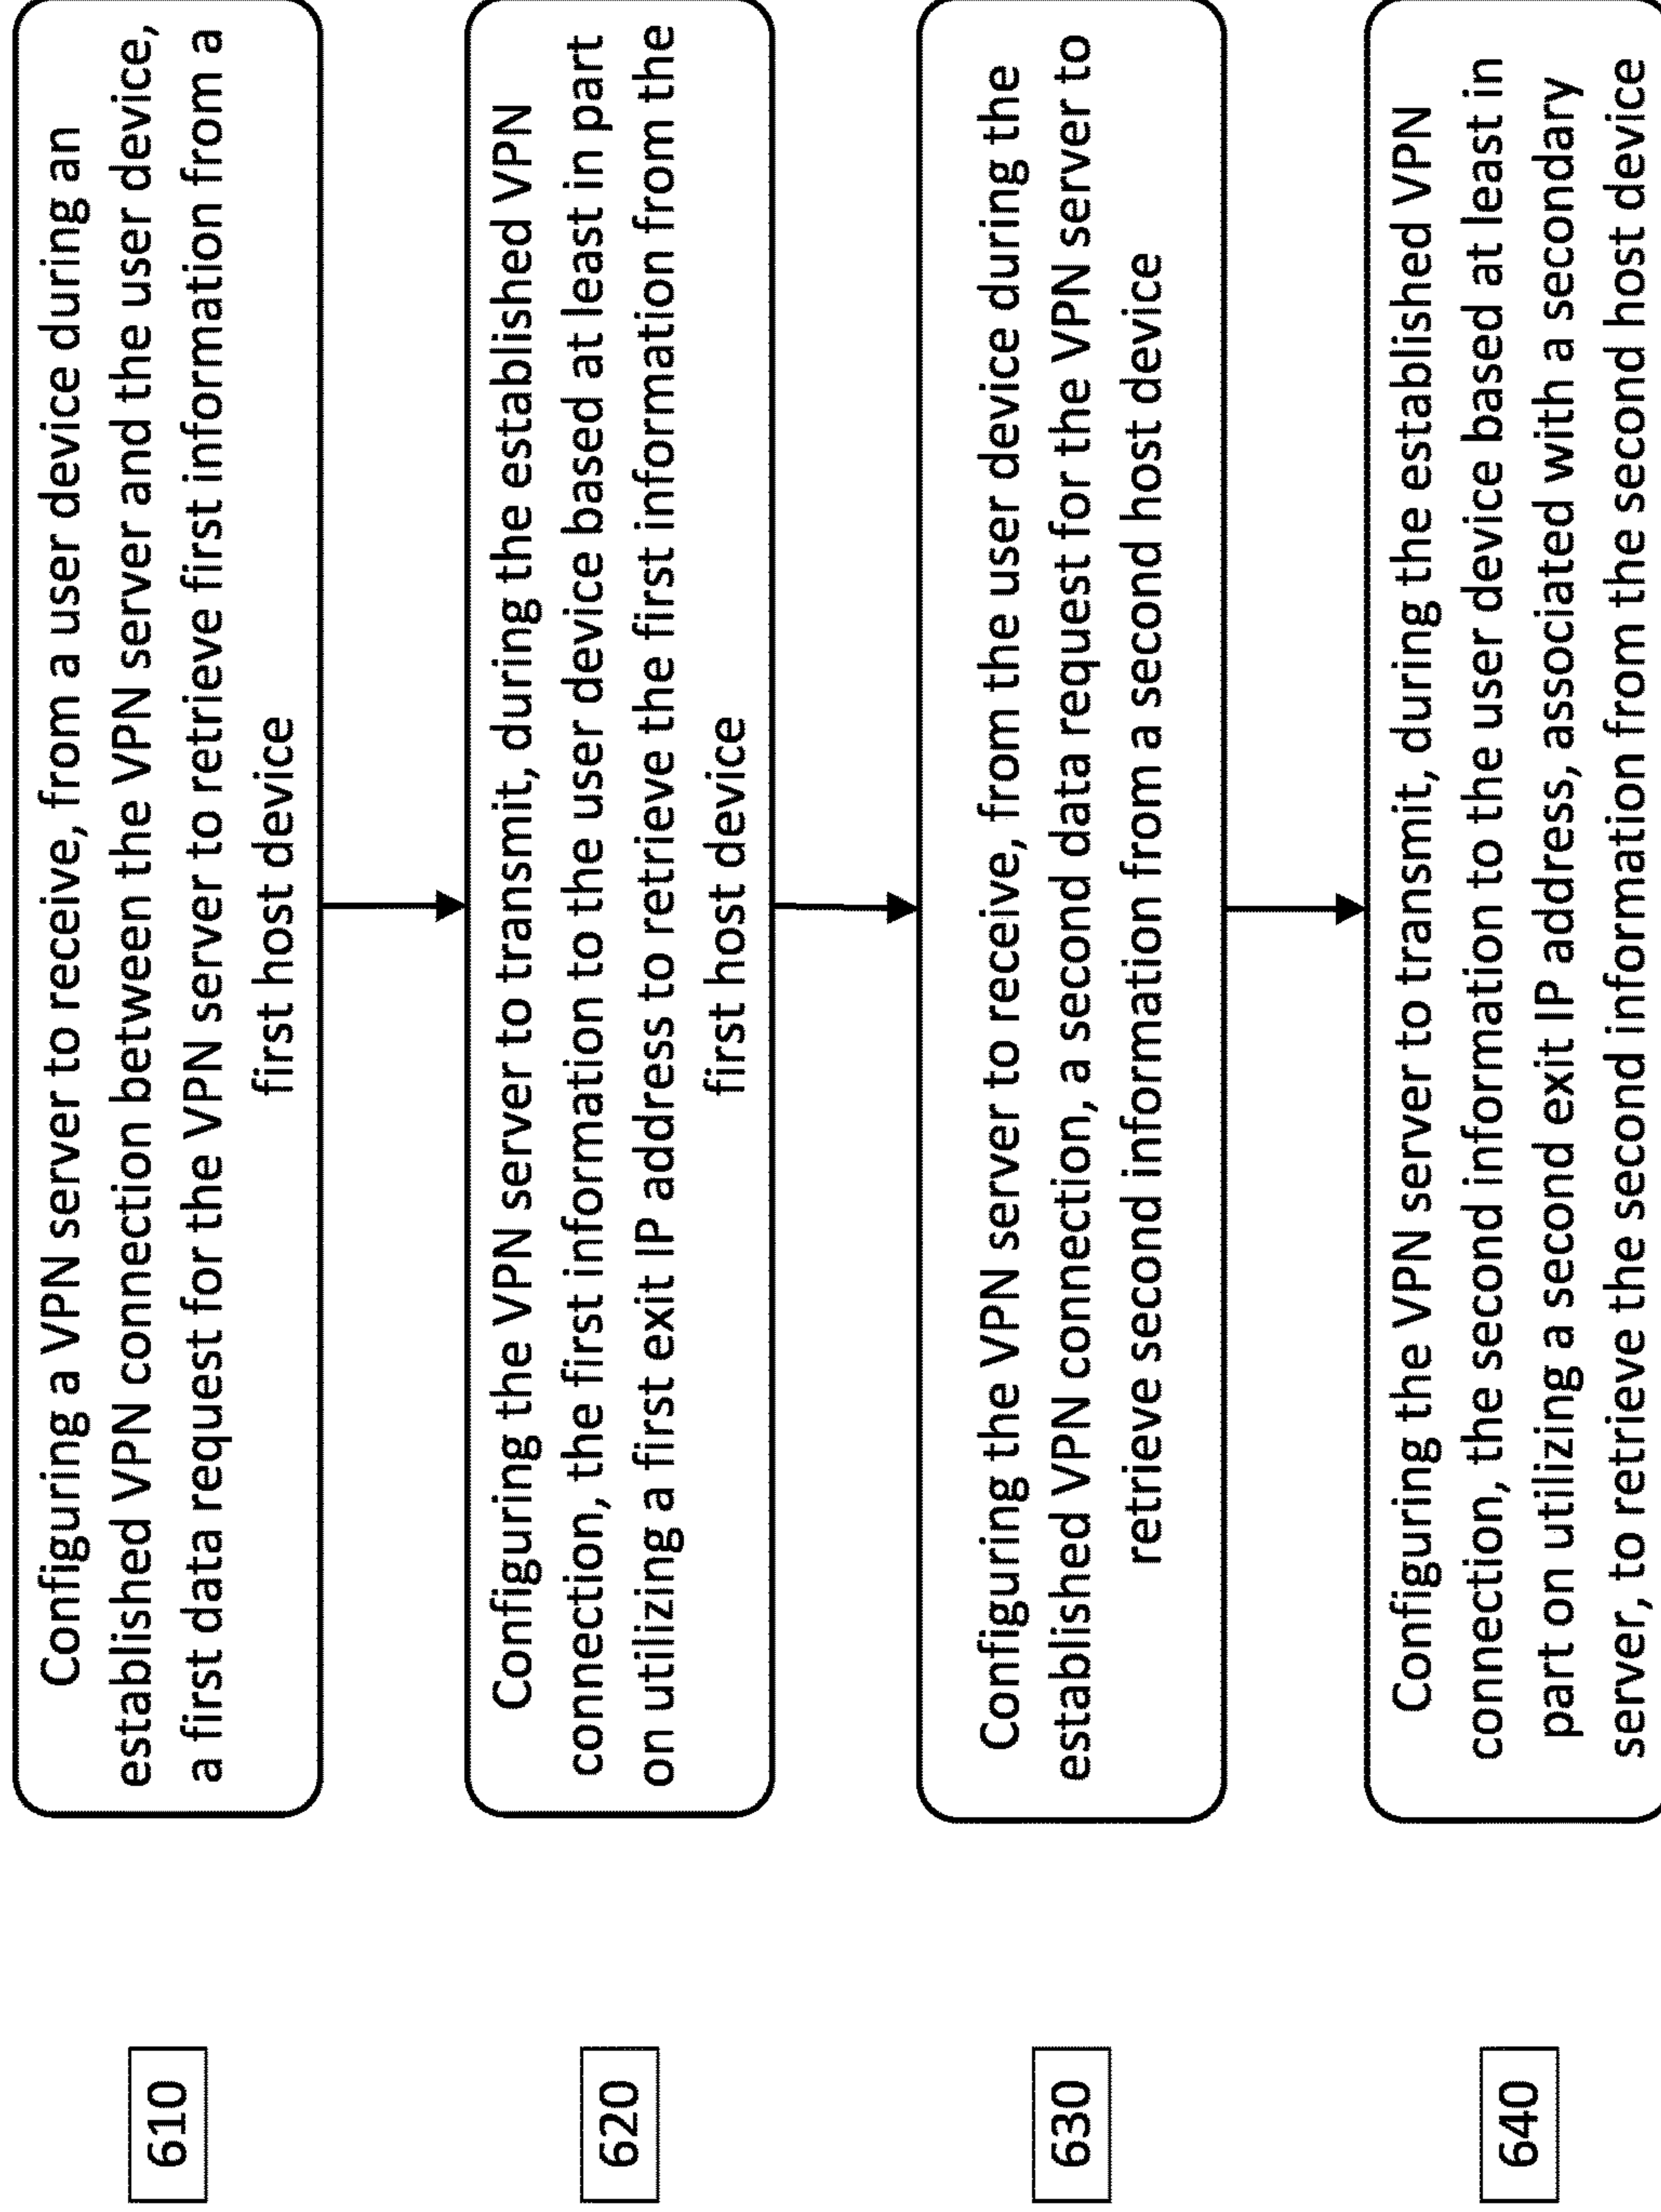 610
Configuring a VPN server to receive, from a user device during an
established VPN connection between the VPN server and the user device,
a first data request for the VPN server to retrieve first information from a
first host device
620
Configuring the VPN server to transmit, during the established VPN
connection, the first information to the user device based at least in part
on utilizing a first exit IP address to retrieve the first information from the
first host device
630
Configuring the VPN server to receive, from the user device during the
established VPN connection, a second data request for the VPN server to
retrieve second information from a second host device
640
Configuring the VPN server to transmit, during the established VPN
connection, the second information to the user device based at least in
part on utilizing a second exit IP address, associated with a secondary
server, to retrieve the second information from the second host device